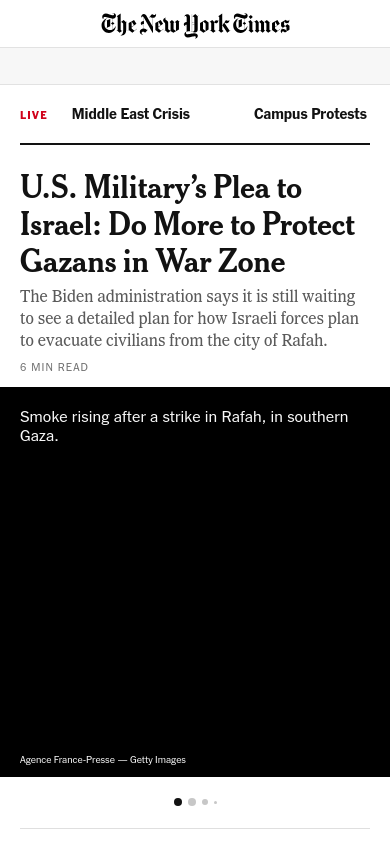 The New York Times
LIVE Middle East Crisis Campus Protests
U.S. Military’s Plea to
Israel: Do More to Protect
Gazans in War Zone
The Biden administration says it is still waiting
to see a detailed plan for how Israeli forces plan
to evacuate civilians from the city of Rafah.
6 MIN READ
Smoke rising after a strike in Rafah, in southern
Gaza.
Agence France-Presse — Getty Images